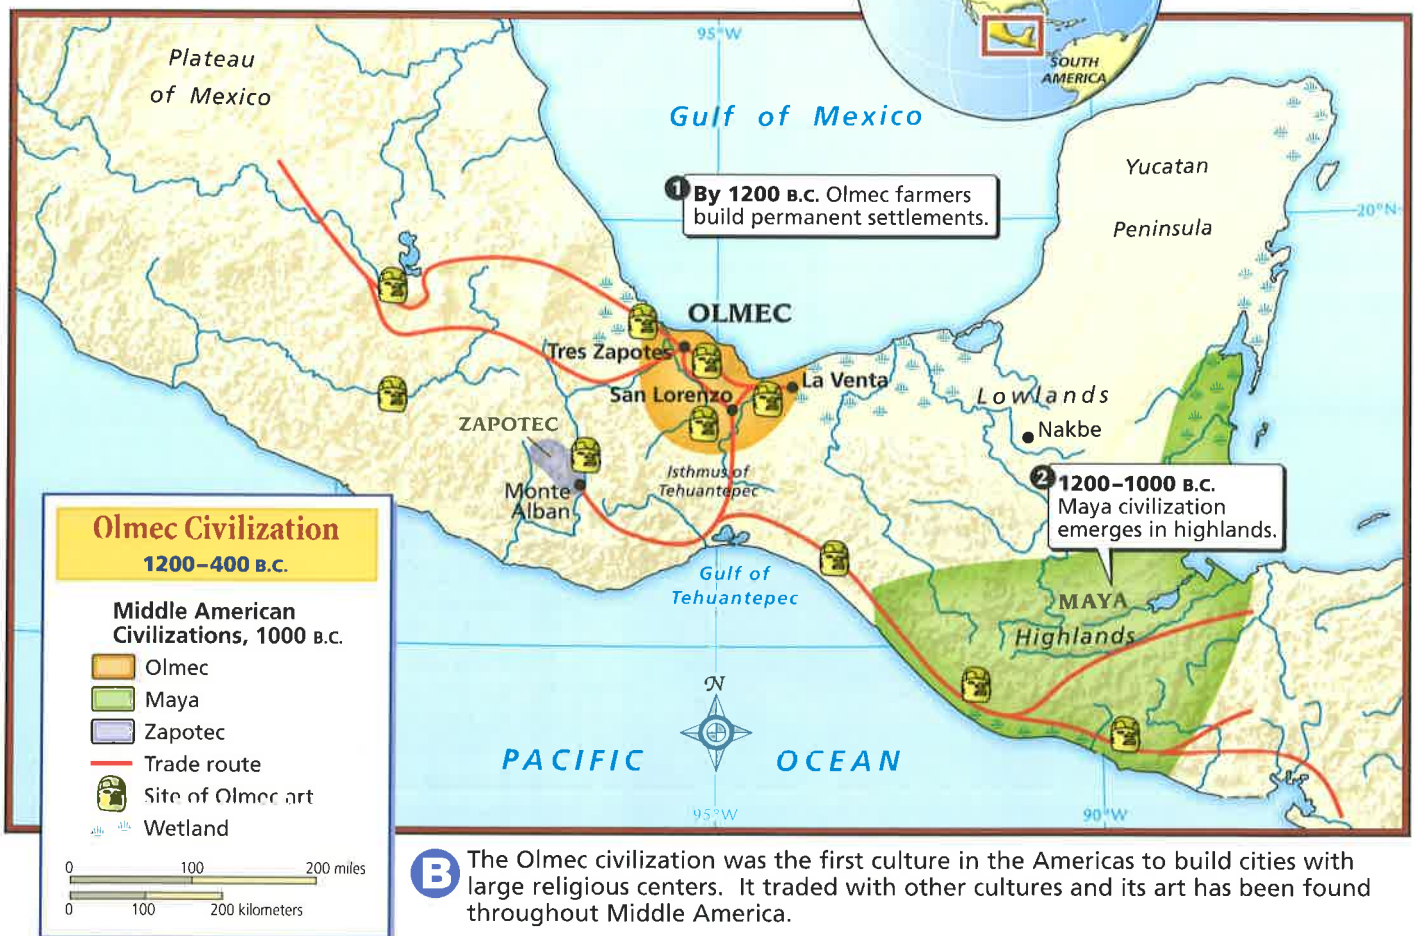 Plateau
of Mexico
95°W
SOUTH
AMERICA
Gulf of Mexico
Yucatan
Peninsula
20°N
1 By 1200 B.C. Olmec farmers
build permanent settlements.
OLMEC
Tres Zapotes
La Venta
San Lorenzo
Lowlands
Nakbe
ZAPOTEC
Isthmus of
Tehuantepec
Monte
Alban
2 1200–1000 B.C.
Maya civilization
emerges in highlands.
Gulf of
Tehuantepec
MAYA
Highlands
N
PACIFIC OCEAN
95°W
90°W
Olmec Civilization
1200–400 B.C.
Middle American
Civilizations, 1000 B.C.
Olmec
Maya
Zapotec
Trade route
Site of Olmec art
Wetland
0 100 200 miles
0 100 200 kilometers
B The Olmec civilization was the first culture in the Americas to build cities with
large religious centers. It traded with other cultures and its art has been found
throughout Middle America.